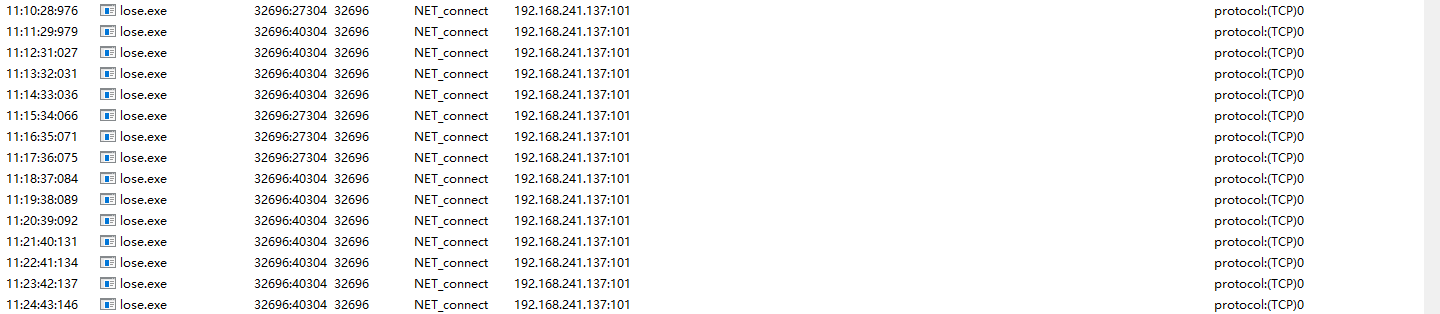 11:10:28:976 lose.exe 32696:27304 32696 NET_connect 192.168.241.137:101 protocol:(TCP)0
11:11:29:979 lose.exe 32696:40304 32696 NET_connect 192.168.241.137:101 protocol:(TCP)0
11:12:31:027 lose.exe 32696:40304 32696 NET_connect 192.168.241.137:101 protocol:(TCP)0
11:13:32:031 lose.exe 32696:40304 32696 NET_connect 192.168.241.137:101 protocol:(TCP)0
11:14:33:036 lose.exe 32696:40304 32696 NET_connect 192.168.241.137:101 protocol:(TCP)0
11:15:34:066 lose.exe 32696:27304 32696 NET_connect 192.168.241.137:101 protocol:(TCP)0
11:16:35:071 lose.exe 32696:27304 32696 NET_connect 192.168.241.137:101 protocol:(TCP)0
11:17:36:075 lose.exe 32696:27304 32696 NET_connect 192.168.241.137:101 protocol:(TCP)0
11:18:37:084 lose.exe 32696:40304 32696 NET_connect 192.168.241.137:101 protocol:(TCP)0
11:19:38:089 lose.exe 32696:40304 32696 NET_connect 192.168.241.137:101 protocol:(TCP)0
11:20:39:092 lose.exe 32696:40304 32696 NET_connect 192.168.241.137:101 protocol:(TCP)0
11:21:40:131 lose.exe 32696:40304 32696 NET_connect 192.168.241.137:101 protocol:(TCP)0
11:22:41:134 lose.exe 32696:40304 32696 NET_connect 192.168.241.137:101 protocol:(TCP)0
11:23:42:137 lose.exe 32696:40304 32696 NET_connect 192.168.241.137:101 protocol:(TCP)0
11:24:43:146 lose.exe 32696:40304 32696 NET_connect 192.168.241.137:101 protocol:(TCP)0